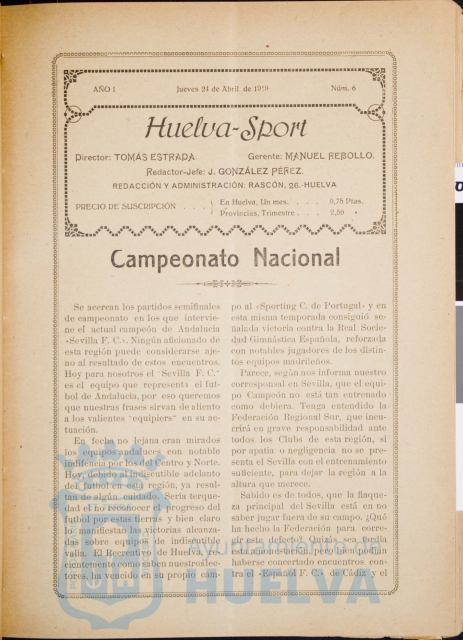 AÑO I
Jueves 24 de Abril de 1919
Núm. 6
Huelva-Sport
Director: TOMÁS ESTRADA
Gerente: MANUEL REBOLLO.
Redactor-Jefe: J. GONZÁLEZ PÉREZ.
REDACCIÓN Y ADMINISTRACIÓN: RASCÓN, 26.-HUELVA
PRECIO DE SUSCRIPCIÓN . . . .
En Huelva, Un mes. . . . . 0,75 Ptas.
Provincias, Trimestre . . . . 2,50 »
Campeonato Nacional
Se acercan los partidos semifinales
de campeonato en los que intervie-
ne el actual campeón de Andalucía
«Sevilla F. C.». Ningún aficionado de
esta región puede considerarse aje-
no al resultado de estos encuentros.
Hoy para nosotros el "Sevilla F. C."
es el equipo que representa el fut-
bol de Andalucía, por eso queremos
que nuestras frases sirvan de aliento
a los valientes "equipiers" en su ac-
tuación.
En fecha no lejana eran mirados
los equipos andaluces con notable
indiferencia por los del Centro y Norte.
Hoy, debido al indiscutible adelanto
del futbol en esta región, ya resul-
tan de algún cuidado. Sería terque-
dad el no reconocer el progreso del
futbol por estas tierras y bien claro
lo manifiestan las victorias alcanza-
das sobre equipos de indiscutible
valía. El Recreativo de Huelva, re-
cientemente como saben nuestros lec-
tores, ha vencido en su propio cam-
po al «Sporting C. de Portugal» y en
esta misma temporada consiguió se-
ñalada victoria contra la Real Socie-
dad Gimnástica Española, reforzada
con notables jugadores de los distin-
tos equipos madrileños.
Parece, según nos informa nuestro
corresponsal en Sevilla, que el equi-
po Campeón no está tan entrenado
como debiera. Tenga entendido la
Federación Regional Sur, que incu-
rrirá en grave responsabilidad ante
todos los Clubs de esta región, si
por apatía o negligencia no se pre-
senta el Sevilla con el entrenamiento
suficiente, para dejar la región a la
altura que merece.
Sabido es de todos, que la flaque-
za principal del Sevilla está en no
saber jugar fuera de su campo. ¿Qué
ha hecho la Federación para corre-
gir este defecto? Quizá no tendría
esta anomalía, pero bien podían
haberse concertado encuentros con-
tra el «Español F. C.» de Cádiz y el
Ayuntamiento de
HUELVA